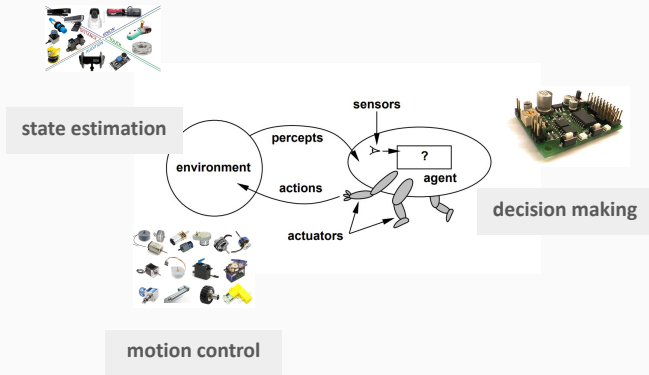 sensors
state estimation
percepts
?
environment
agent
actions
decision making
actuators
motion control